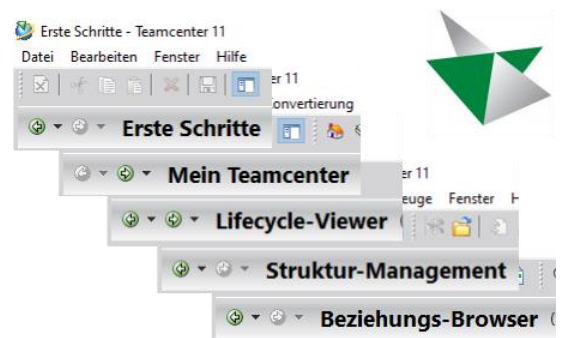 Erste Schritte - Teamcenter 11
Datei Bearbeiten Fenster Hilfe
er 11
onvertierung
Erste Schritte
Mein Teamcenter
er 11
euge Fenster H
Lifecycle-Viewer (
Struktur-Management
Beziehungs-Browser (